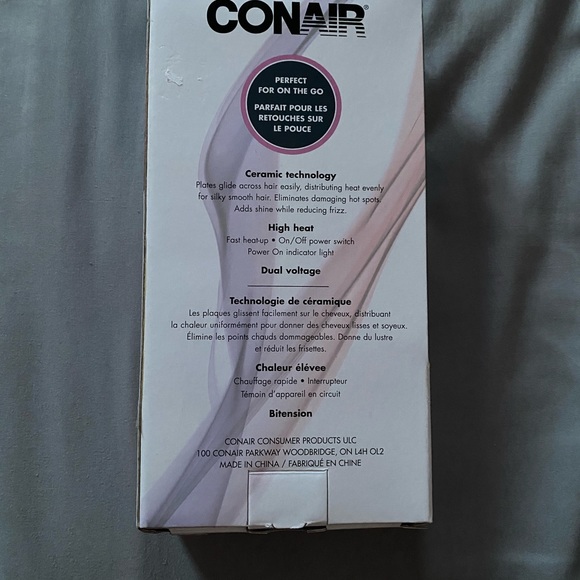 CONAIR®
PERFECT
FOR ON THE GO
PARFAIT POUR LES
RETOUCHES SUR
LE POUCE
Ceramic technology
Plates glide across hair easily, distributing heat evenly
for silky smooth hair. Eliminates damaging hot spots.
Adds shine while reducing frizz.
High heat
Fast heat-up • On/Off power switch
Power On indicator light
Dual voltage
Technologie de céramique
Les plaques glissent facilement sur le cheveux, distribuant
la chaleur uniformément pour donner des cheveux lisses et soyeux.
Élimine les points chauds dommageables. Donne du lustre
et réduit les frisettes.
Chaleur élévee
Chauffage rapide • Interrupteur
Témoin d'appareil en circuit
Bitension
CONAIR CONSUMER PRODUCTS ULC
100 CONAIR PARKWAY WOODBRIDGE, ON L4H OL2
MADE IN CHINA / FABRIQUÉ EN CHINE